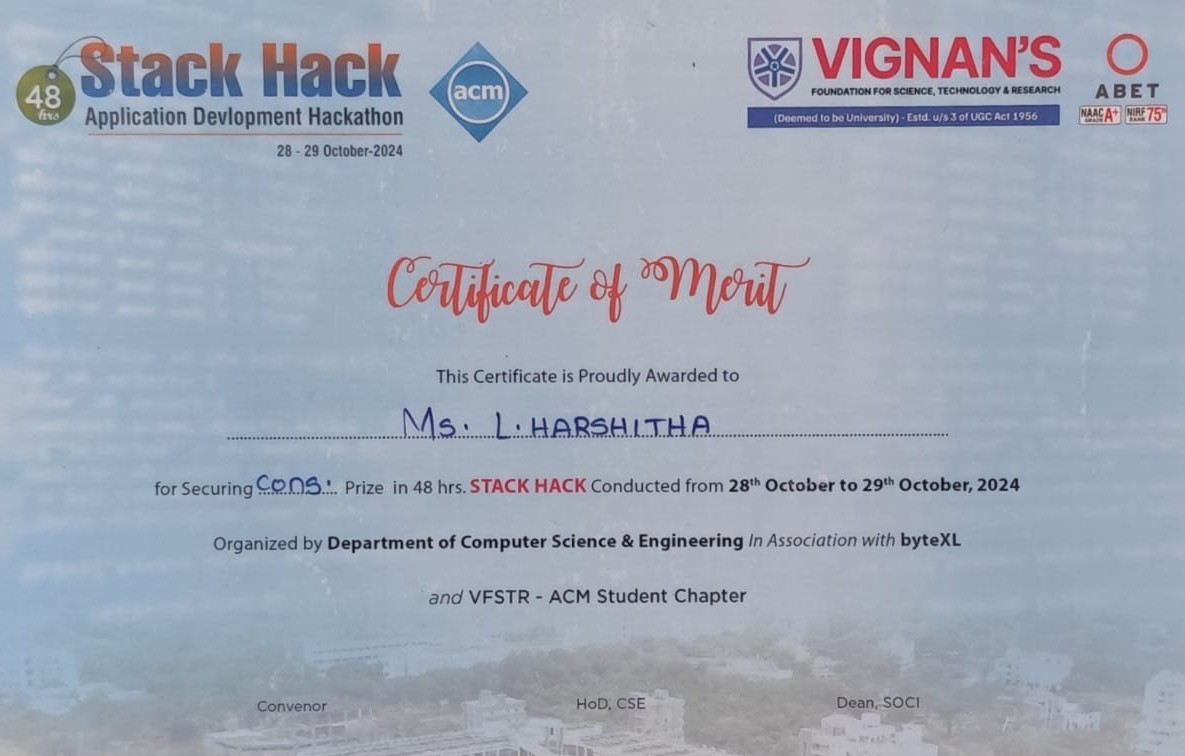 48 hrs
Stack Hack
Application Devlopment Hackathon
28 - 29 October-2024
acm
VIGNAN'S
FOUNDATION FOR SCIENCE, TECHNOLOGY & RESEARCH
(Deemed to be University) - Estd. u/s 3 of UGC Act 1956
ABET
NAAC GRADE A+ NIRF RANK 75th
Certificate of Merit
This Certificate is Proudly Awarded to
Ms. L. HARSHITHA
for Securing Cons. Prize in 48 hrs. STACK HACK Conducted from 28th October to 29th October, 2024
Organized by Department of Computer Science & Engineering In Association with byteXL
and VFSTR - ACM Student Chapter
Convenor HoD, CSE Dean, SOCI